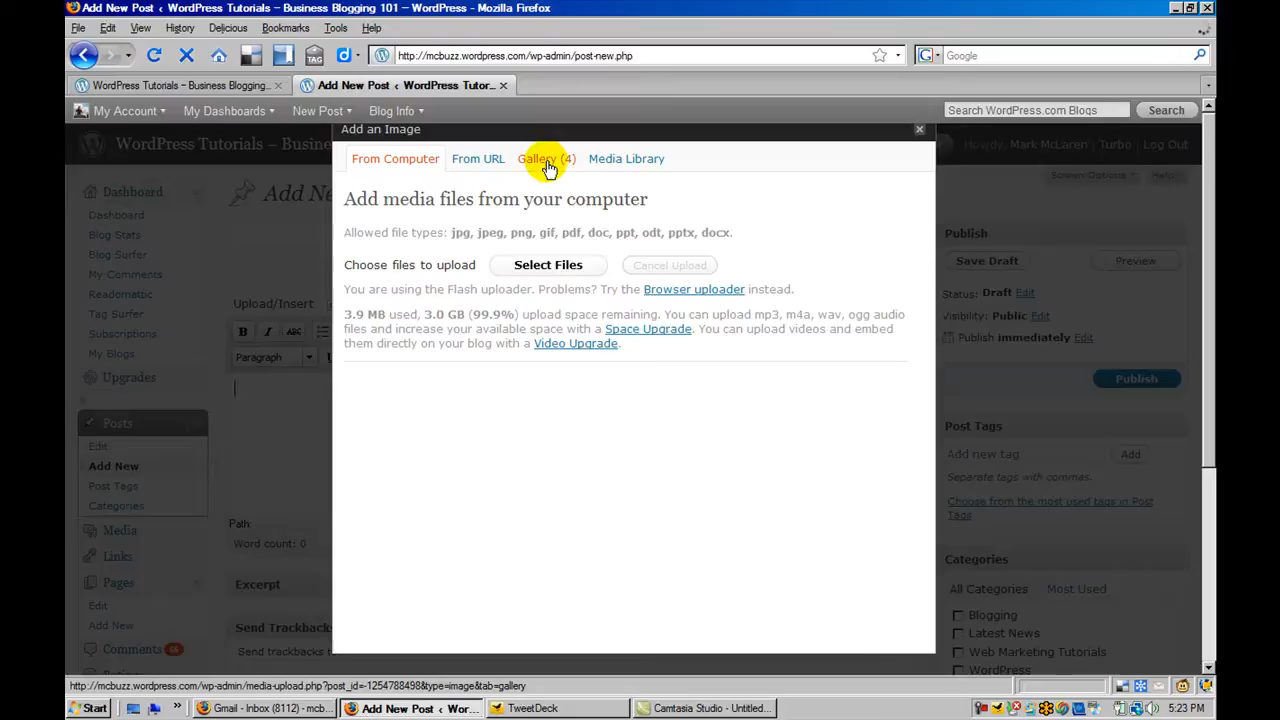 Add New Post ‹ WordPress Tutorials – Business Blogging 101 — WordPress - Mozilla Firefox
File Edit View History Delicious Bookmarks Tools Help
http://mcbuzz.wordpress.com/wp-admin/post-new.php
Google
WordPress Tutorials – Business Blogging...
Add New Post ‹ WordPress Tutor...
My Account My Dashboards New Post Blog Info
Search WordPress.com Blogs
Search
WordPress Tutorials – Busine
Howdy, Mark McLaren Turbo Log Out
Screen Options Help
Add an Image
From Computer From URL Gallery (4) Media Library
Add media files from your computer
Allowed file types: jpg, jpeg, png, gif, pdf, doc, ppt, odt, pptx, docx.
Choose files to upload Select Files Cancel Upload
You are using the Flash uploader. Problems? Try the Browser uploader instead.
3.9 MB used, 3.0 GB (99.9%) upload space remaining. You can upload mp3, m4a, wav, ogg audio
files and increase your available space with a Space Upgrade. You can upload videos and embed
them directly on your blog with a Video Upgrade.
Dashboard
Dashboard
Blog Stats
Blog Surfer
My Comments
Readomattic
Tag Surfer
Subscriptions
My Blogs
Upgrades
Posts
Edit
Add New
Post Tags
Categories
Media
Links
Pages
Edit
Add New
Comments
Add Ne
Upload/Insert
B I ABC
Paragraph
Path:
Word count: 0
Excerpt
Send Trackbacks
Send trackbacks to
Publish
Save Draft Preview
Status: Draft Edit
Visibility: Public Edit
Publish immediately Edit
Publish
Post Tags
Add new tag Add
Separate tags with commas.
Choose from the most used tags in Post
Tags
Categories
All Categories Most Used
Blogging
Latest News
Web Marketing Tutorials
WordPress
http://mcbuzz.wordpress.com/wp-admin/media-upload.php?post_id=-1254788498&type=image&tab=gallery
Start
Gmail - Inbox (8112) - mcb...
Add New Post ‹ Wor...
TweetDeck
Camtasia Studio - Untitled...
5:23 PM